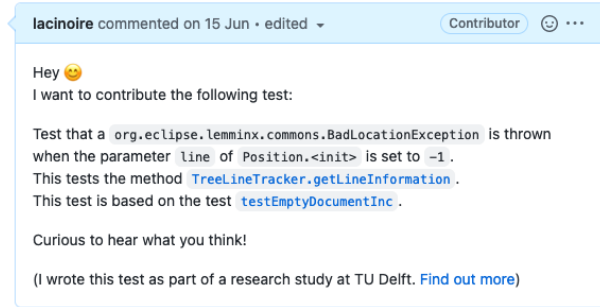 lacinoire commented on 15 Jun • edited
Contributor
Hey 😊
I want to contribute the following test:
Test that a org.eclipse.lemminx.commons.BadLocationException is thrown
when the parameter line of Position.<init> is set to -1 .
This tests the method TreeLineTracker.getLineInformation .
This test is based on the test testEmptyDocumentInc .
Curious to hear what you think!
(I wrote this test as part of a research study at TU Delft. Find out more)